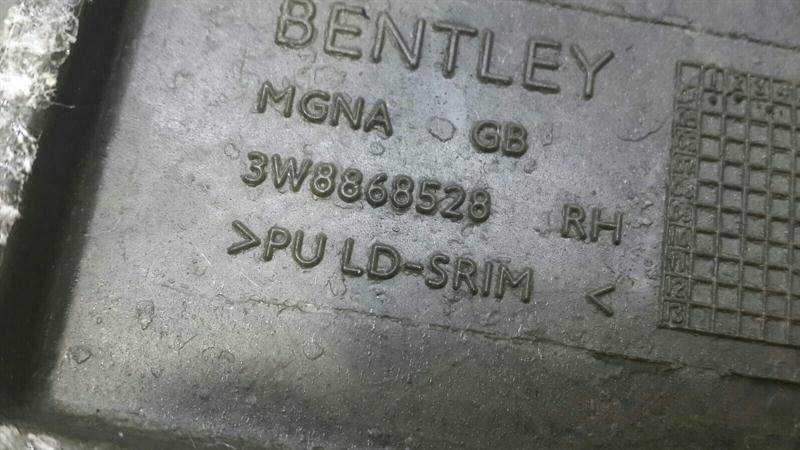 BENTLEY
MGNA GB
3W8868528 RH
>PU LD-SRIM <